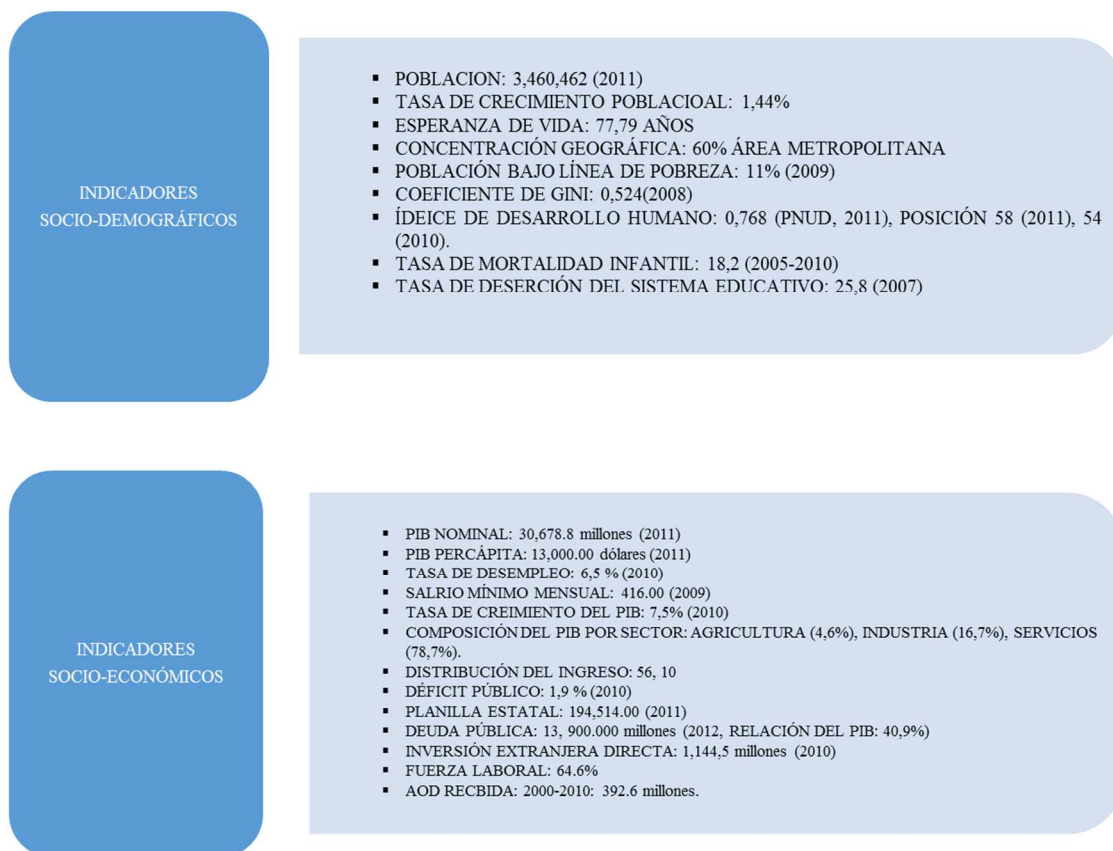 INDICADORES
SOCIO-DEMOGRÁFICOS
▪ POBLACION: 3,460,462 (2011)
▪ TASA DE CRECIMIENTO POBLACIOAL: 1,44%
▪ ESPERANZA DE VIDA: 77,79 AÑOS
▪ CONCENTRACIÓN GEOGRÁFICA: 60% ÁREA METROPOLITANA
▪ POBLACIÓN BAJO LÍNEA DE POBREZA: 11% (2009)
▪ COEFICIENTE DE GINI: 0,524(2008)
▪ ÍDEICE DE DESARROLLO HUMANO: 0,768 (PNUD, 2011), POSICIÓN 58 (2011), 54
(2010).
▪ TASA DE MORTALIDAD INFANTIL: 18,2 (2005-2010)
▪ TASA DE DESERCIÓN DEL SISTEMA EDUCATIVO: 25,8 (2007)
INDICADORES
SOCIO-ECONÓMICOS
▪ PIB NOMINAL: 30,678.8 millones (2011)
▪ PIB PERCÁPITA: 13,000.00 dólares (2011)
▪ TASA DE DESEMPLEO: 6,5 % (2010)
▪ SALRIO MÍNIMO MENSUAL: 416.00 (2009)
▪ TASA DE CREIMIENTO DEL PIB: 7,5% (2010)
▪ COMPOSICIÓN DEL PIB POR SECTOR: AGRICULTURA (4,6%), INDUSTRIA (16,7%), SERVICIOS
(78,7%).
▪ DISTRIBUCIÓN DEL INGRESO: 56, 10
▪ DÉFICIT PÚBLICO: 1,9 % (2010)
▪ PLANILLA ESTATAL: 194,514.00 (2011)
▪ DEUDA PÚBLICA: 13, 900.000 millones (2012, RELACIÓN DEL PIB: 40,9%)
▪ INVERSIÓN EXTRANJERA DIRECTA: 1,144,5 millones (2010)
▪ FUERZA LABORAL: 64.6%
▪ AOD RECBIDA: 2000-2010: 392.6 millones.